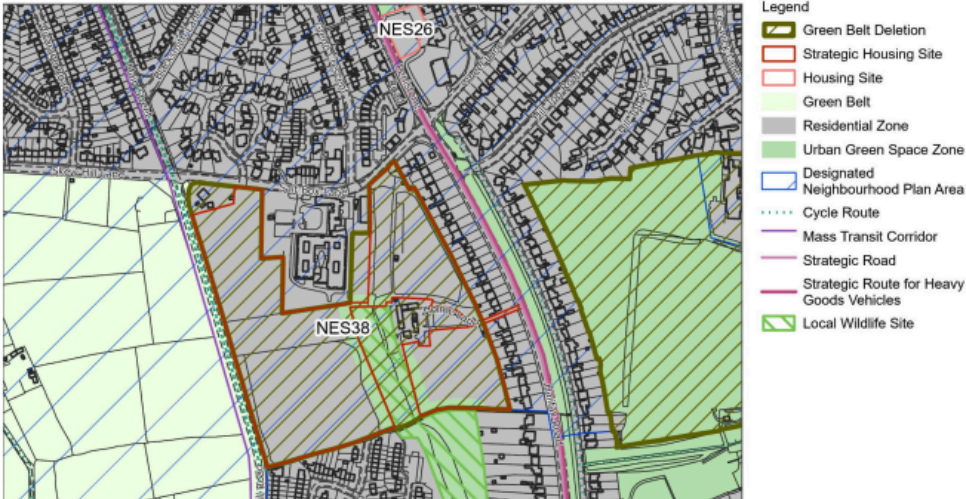 NES26
NES38
Legend
Green Belt Deletion
Strategic Housing Site
Housing Site
Green Belt
Residential Zone
Urban Green Space Zone
Designated
Neighbourhood Plan Area
Cycle Route
Mass Transit Corridor
Strategic Road
Strategic Route for Heavy
Goods Vehicles
Local Wildlife Site